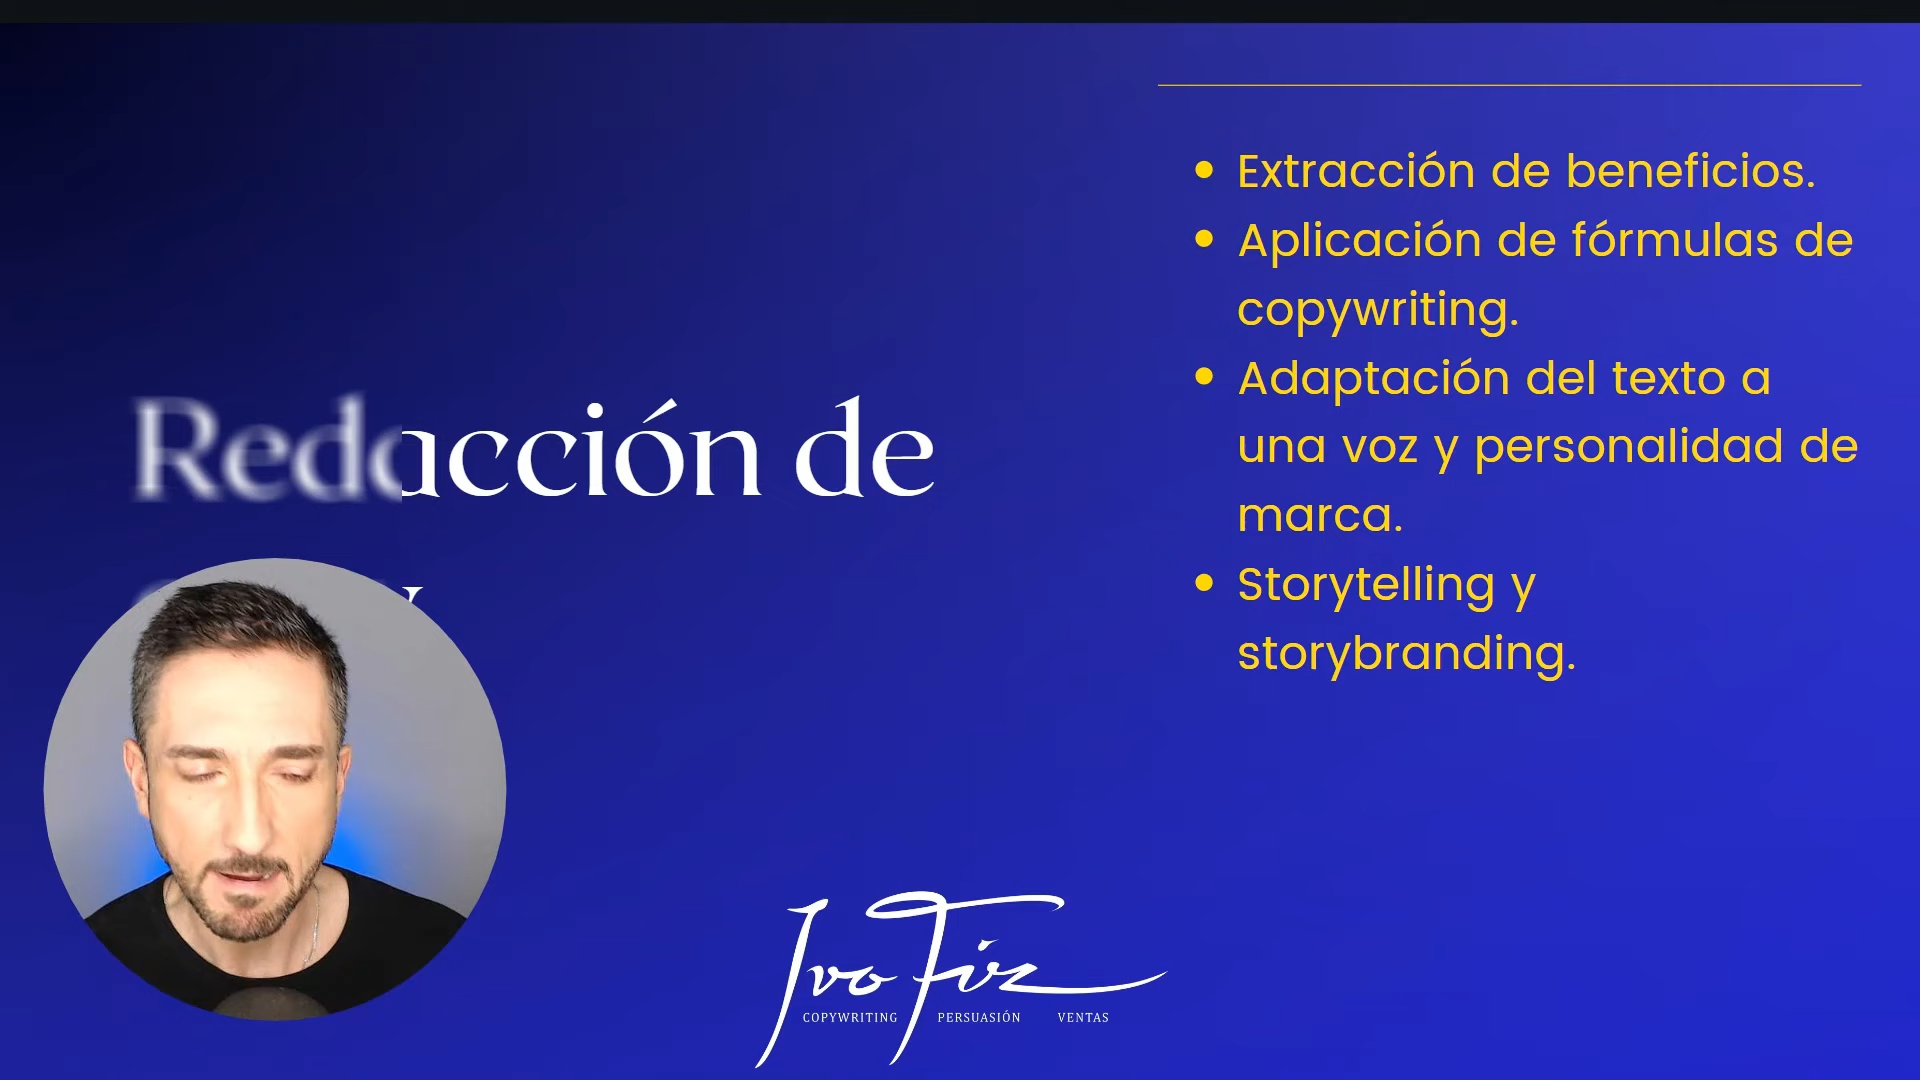 Redacción de
Extracción de beneficios.
Aplicación de fórmulas de
copywriting.
Adaptación del texto a
una voz y personalidad de
marca.
Storytelling y
storybranding.
Ivo Fiz
COPYWRITING PERSUASIÓN VENTAS